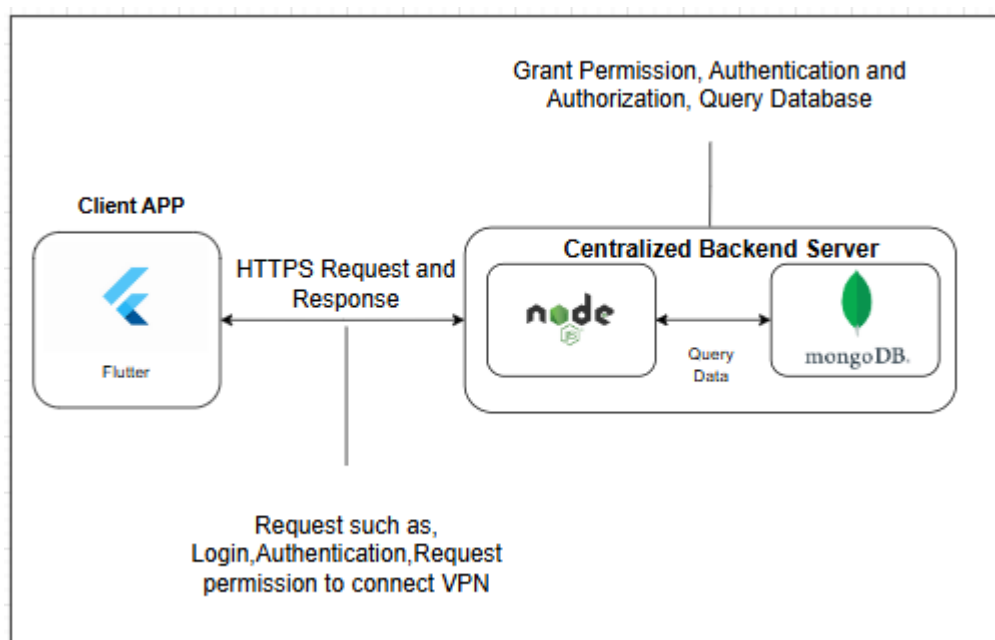 Grant Permission, Authentication and
Authorization, Query Database
Client APP
Centralized Backend Server
HTTPS Request and
Response
node
JS
mongoDB.
Query
Data
Flutter
Request such as,
Login,Authentication,Request
permission to connect VPN